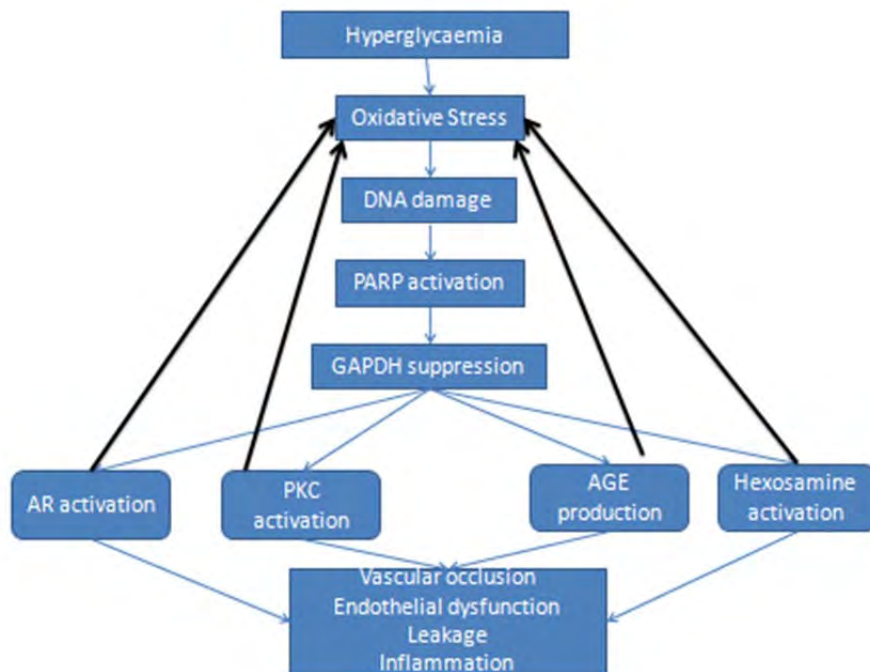 Hyperglycaemia
Oxidative Stress
DNA damage
PARP activation
GAPDH suppression
AR activation
PKC
activation
AGE
production
Hexosamine
activation
Vascular occlusion
Endothelial dysfunction
Leakage
Inflammation